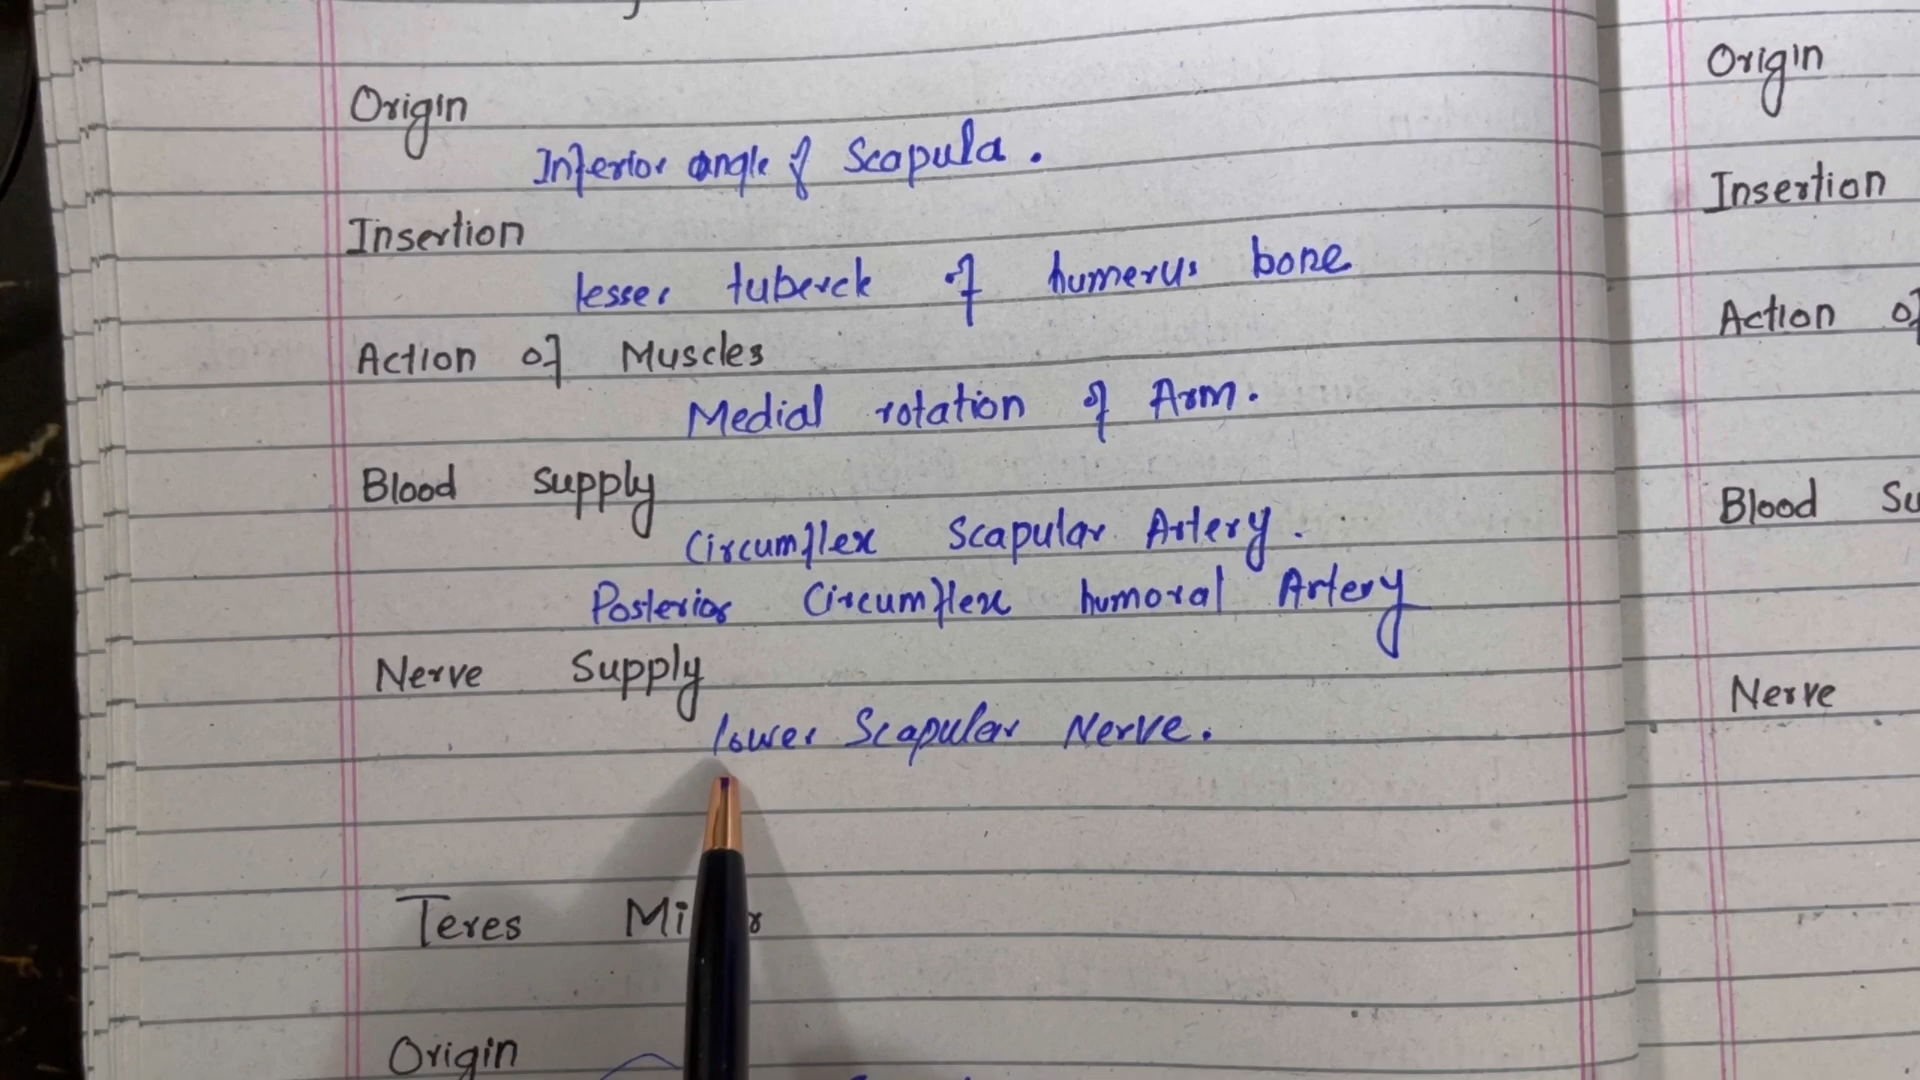 Origin
Inferior angle of Scapula.
Insertion
lesser tubercle of humerus bone
Action of Muscles
Medial rotation of Arm.
Blood Supply
Circumflex Scapular Artery.
Posterior Circumflex humoral Artery
Nerve Supply
lower Scapular Nerve.
Teres
Origin
Origin
Insertion
Action of
Blood Su
Nerve